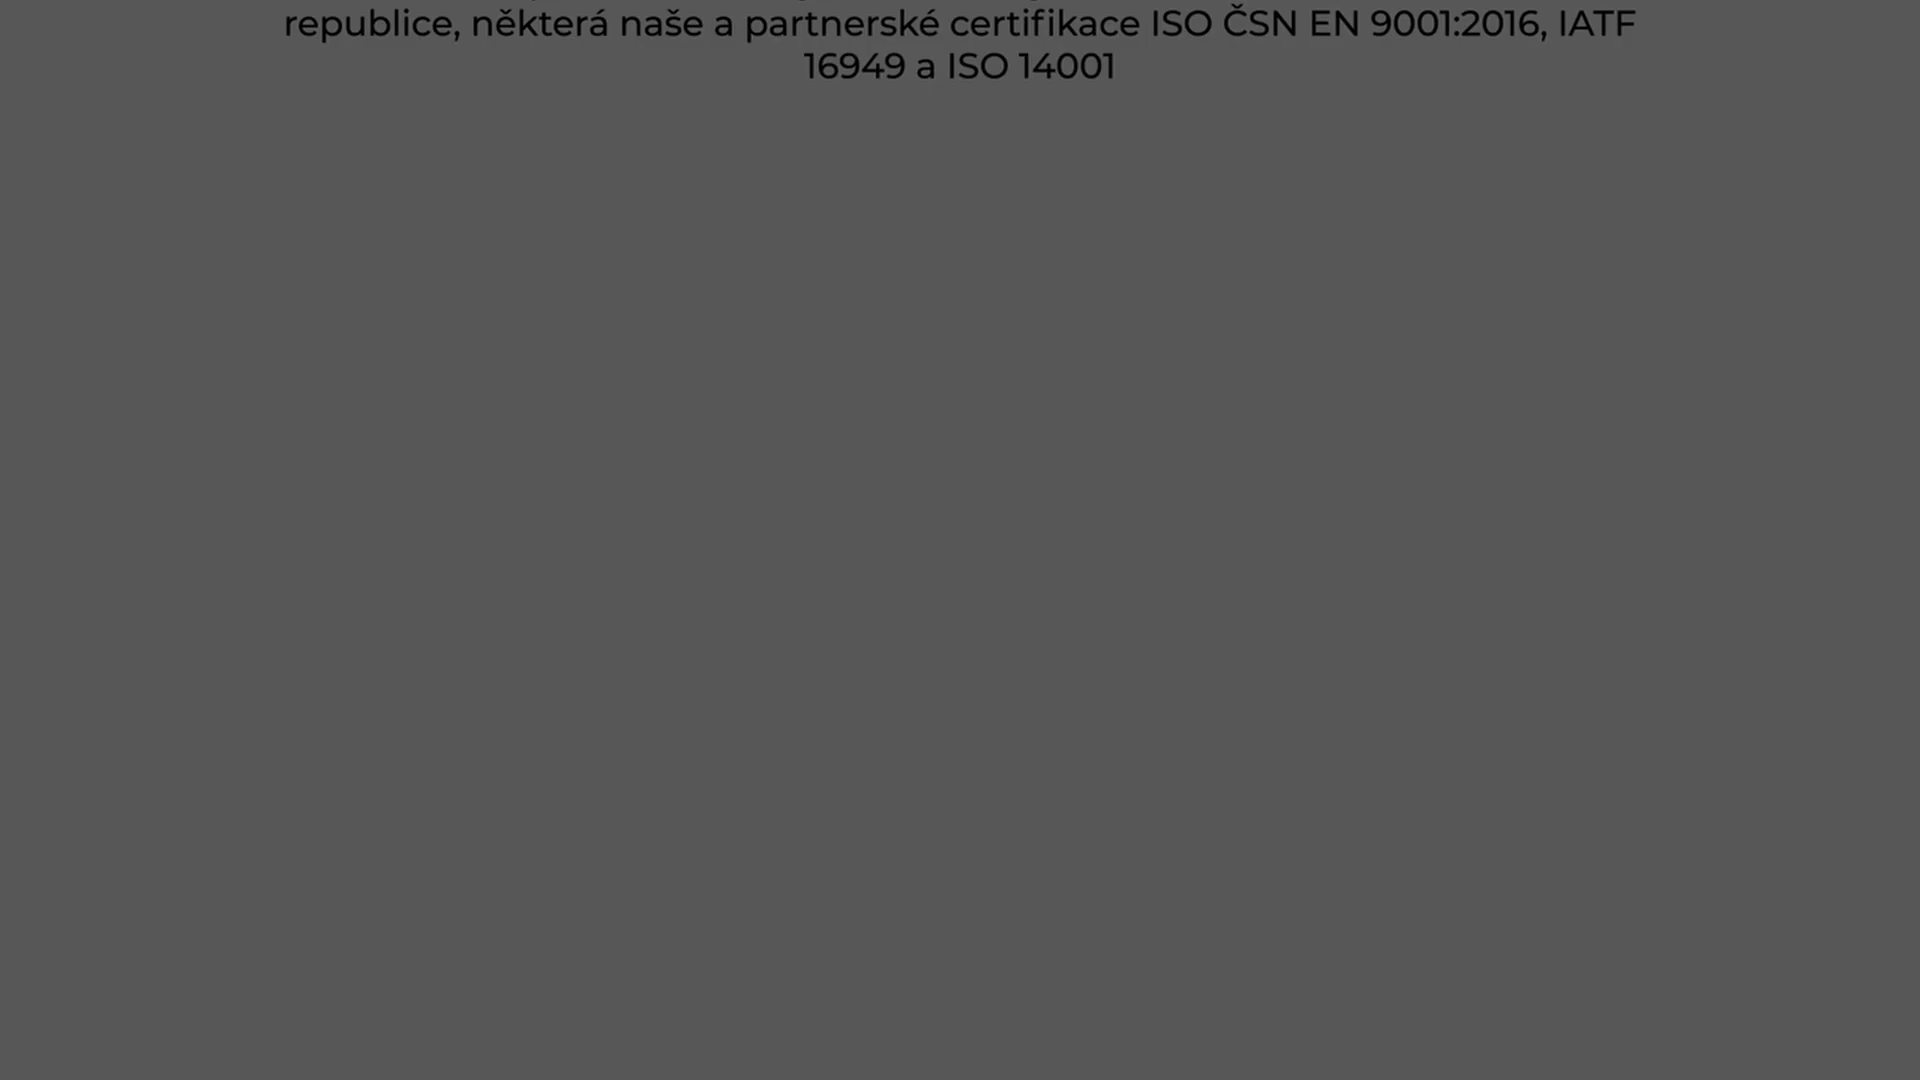 republice, některá naše a partnerské certifikace ISO ČSN EN 9001:2016, IATF
16949 a ISO 14001